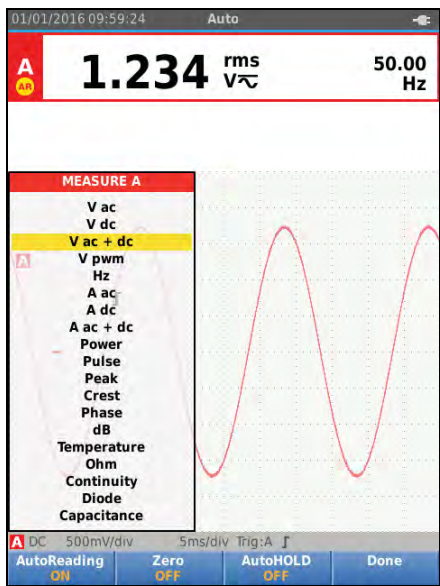 01/01/2016 09:59:24 Auto
A 1.234 rms 50.00
AR V Hz
MEASURE A
V ac
V dc
V ac + dc
V pwm
A
Hz
A ac
A dc
A ac + dc
Power
Pulse
Peak
Crest
Phase
dB
Temperature
Ohm
Continuity
Diode
Capacitance
A DC 500mV/div 5ms/div Trig:A
AutoReading Zero AutoHOLD Done
ON OFF OFF